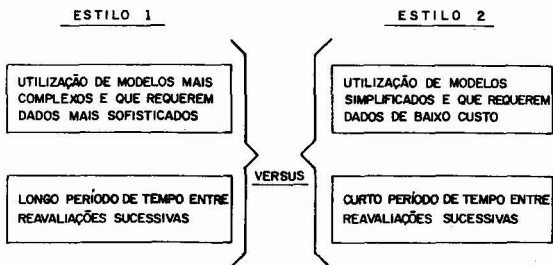 ESTILO 1
UTILIZAÇÃO DE MODELOS MAIS
COMPLEXOS E QUE REQUEREM
DADOS MAIS SOFISTICADOS
LONGO PERÍODO DE TEMPO ENTRE
REAVALIAÇÕES SUCESSIVAS
VERSUS
ESTILO 2
UTILIZAÇÃO DE MODELOS
SIMPLIFICADOS E QUE REQUEREM
DADOS DE BAIXO CUSTO
CURTO PERÍODO DE TEMPO ENTRE
REAVALIAÇÕES SUCESSIVAS